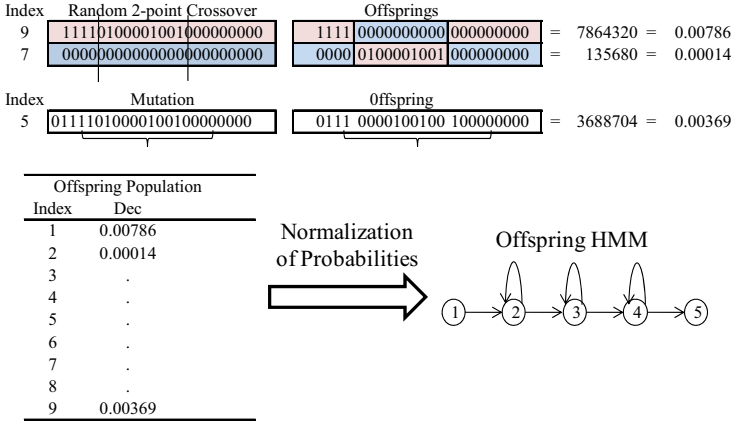 Index Random 2-point Crossover Offsprings
9 11110100001001000000000 1111 0000000000 000000000 = 7864320 = 0.00786
7 00000000000000000000000 0000 0100001001 000000000 = 135680 = 0.00014
Index Mutation 0ffspring
5 01111010000100100000000 0111 0000100100 100000000 = 3688704 = 0.00369
Offspring Population
Index Dec
1 0.00786
2 0.00014
3 .
4 .
5 .
6 .
7 .
8 .
9 0.00369
Normalization
of Probabilities
Offspring HMM
1 2 3 4 5